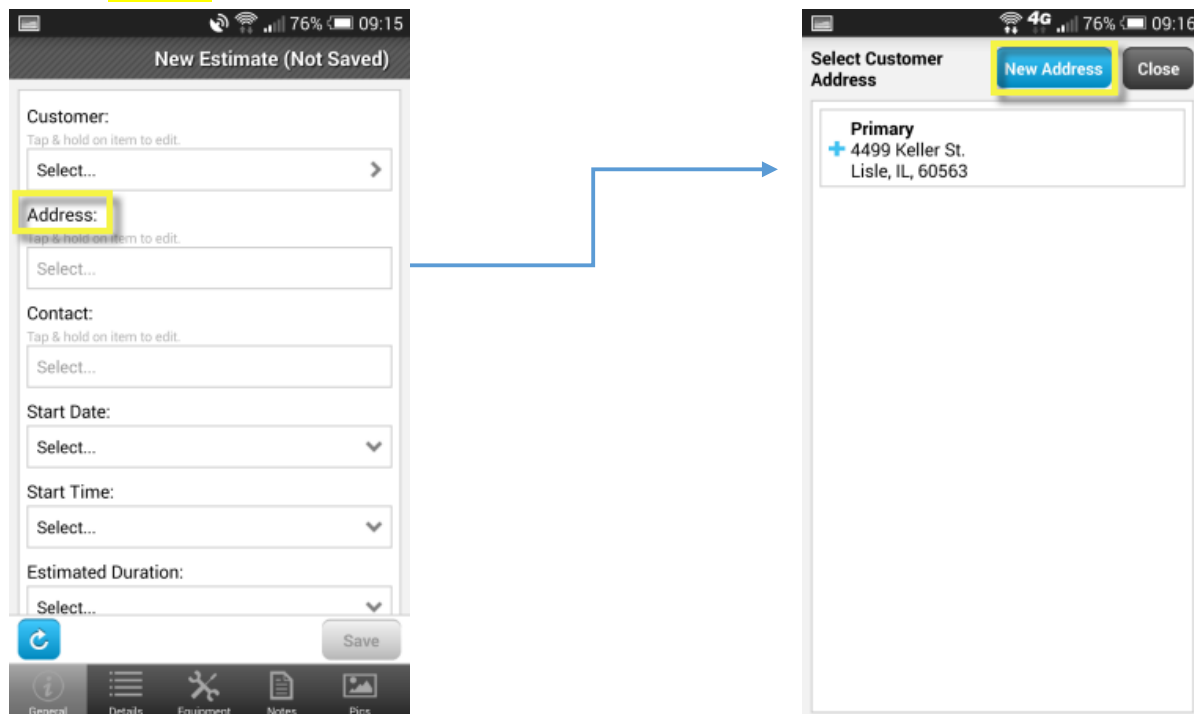 76% 09:15
New Estimate (Not Saved)
Customer:
Tap & hold on item to edit.
Select...
Address:
Tap & hold on item to edit.
Select...
Contact:
Tap & hold on item to edit.
Select...
Start Date:
Select...
Start Time:
Select...
Estimated Duration:
Select...
Save
General Details Equipment Notes Pics
4G 76% 09:16
Select Customer
Address
New Address
Close
Primary
4499 Keller St.
Lisle, IL, 60563